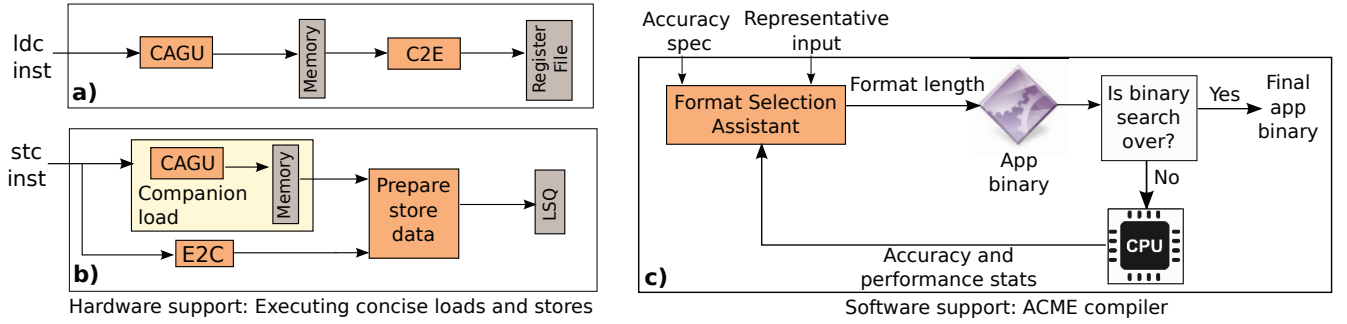 ldc
inst
CAGU
Memory
C2E
Register
File
a)
stc
inst
CAGU
Memory
Companion
load
E2C
Prepare
store
data
LSQ
b)
Hardware support: Executing concise loads and stores
Accuracy
spec
Representative
input
Format Selection
Assistant
Format length
App
binary
Is binary
search
over?
Yes
Final
app
binary
No
CPU
Accuracy and
performance stats
c)
Software support: ACME compiler